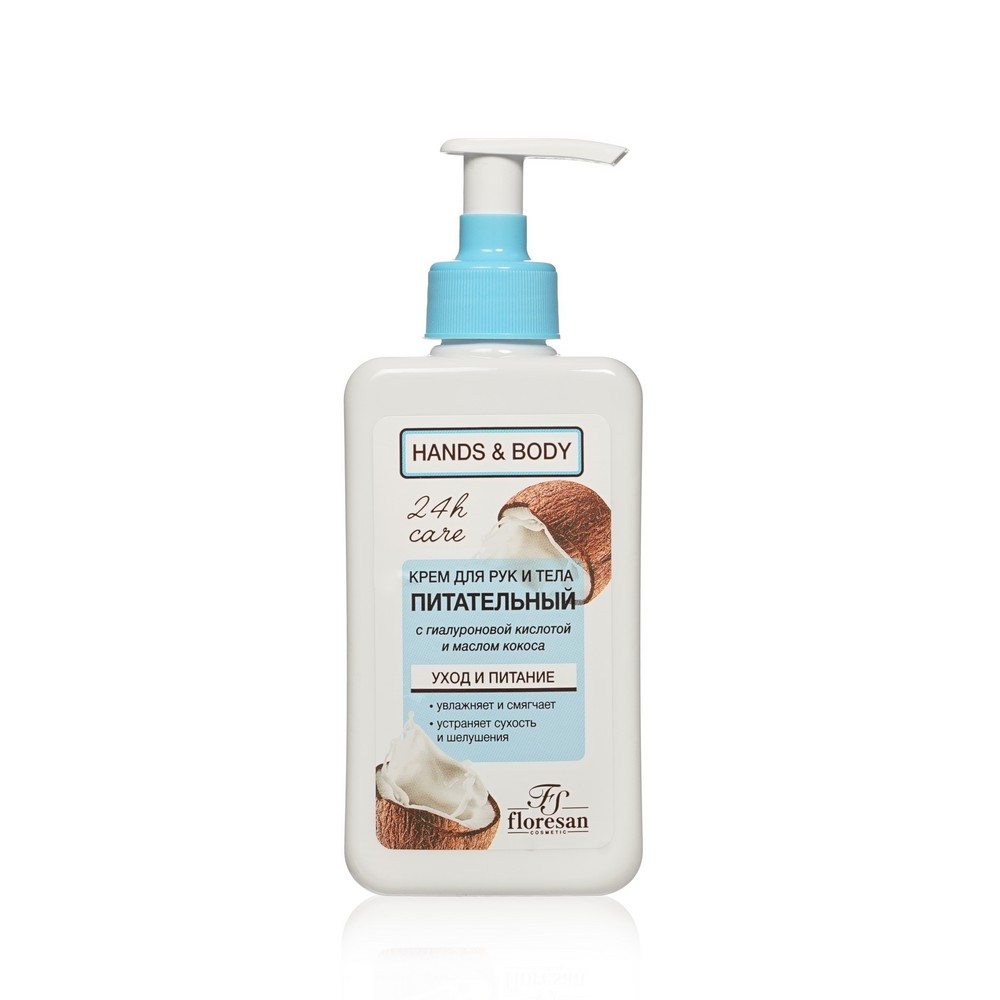 HANDS & BODY
24h
care
КРЕМ ДЛЯ РУК И ТЕЛА
ПИТАТЕЛЬНЫЙ
с гиалуроновой кислотой
и маслом кокоса
УХОД И ПИТАНИЕ
• увлажняет и смягчает
• устраняет сухость
и шелушения
FS
floresan
COSMETIC